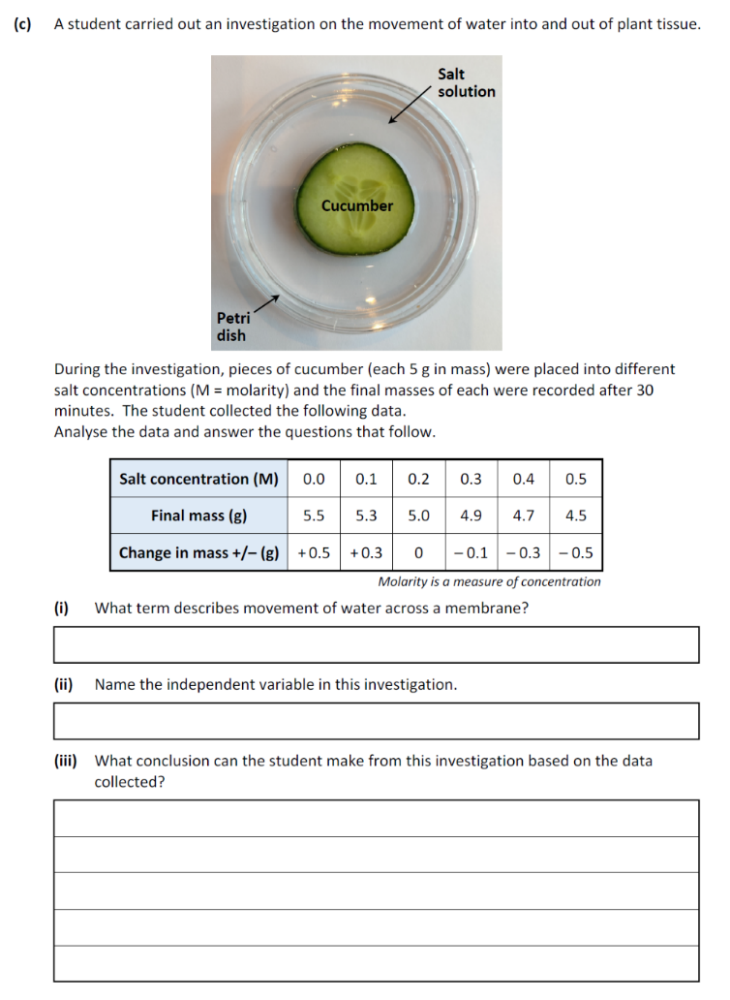 (c) A student carried out an investigation on the movement of water into and out of plant tissue.
Salt
solution
Cucumber
Petri
dish
During the investigation, pieces of cucumber (each 5 g in mass) were placed into different
salt concentrations (M = molarity) and the final masses of each were recorded after 30
minutes. The student collected the following data.
Analyse the data and answer the questions that follow.
Salt concentration (M) 0.0 0.1 0.2 0.3 0.4 0.5
Final mass (g) 5.5 5.3 5.0 4.9 4.7 4.5
Change in mass +/− (g) + 0.5 + 0.3 0 − 0.1 − 0.3 − 0.5
Molarity is a measure of concentration
(i) What term describes movement of water across a membrane?
(ii) Name the independent variable in this investigation.
(iii) What conclusion can the student make from this investigation based on the data
collected?